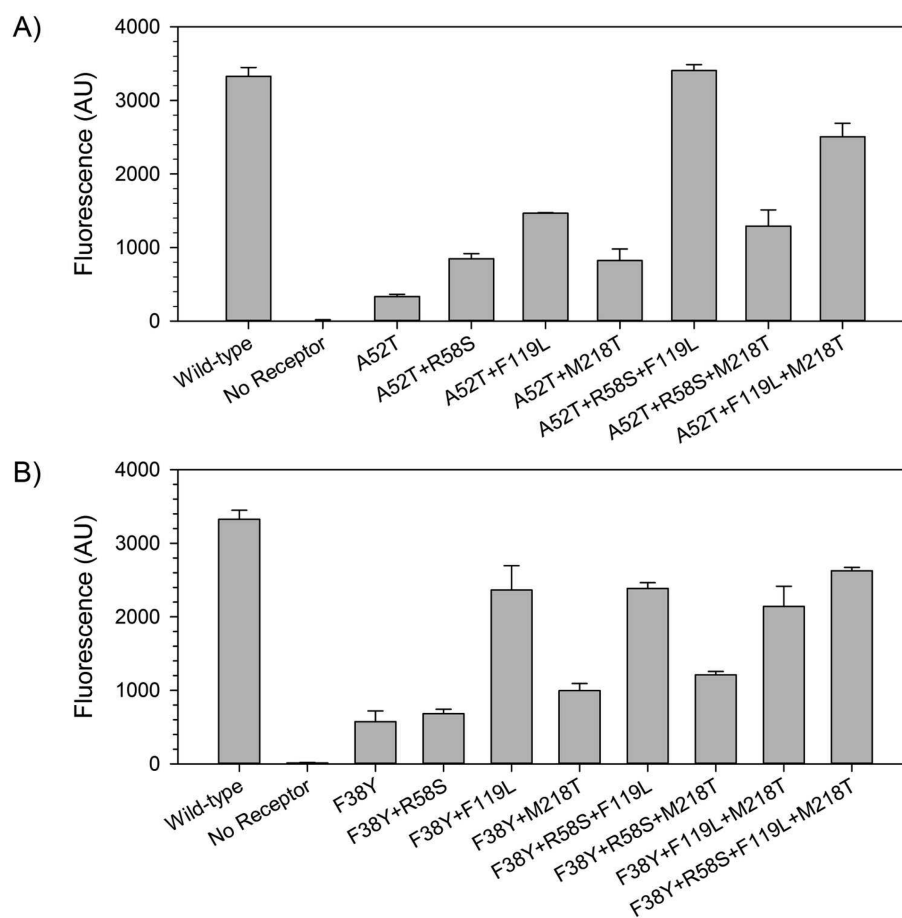 A)
Fluorescence (AU)
4000
3000
2000
1000
0
Wild-type
No Receptor
A52T
A52T+R58S
A52T+F119L
A52T+M218T
A52T+R58S+F119L
A52T+R58S+M218T
A52T+F119L+M218T
B)
Fluorescence (AU)
4000
3000
2000
1000
0
Wild-type
No Receptor
F38Y
F38Y+R58S
F38Y+F119L
F38Y+M218T
F38Y+R58S+F119L
F38Y+R58S+M218T
F38Y+F119L+M218T
F38Y+R58S+F119L+M218T